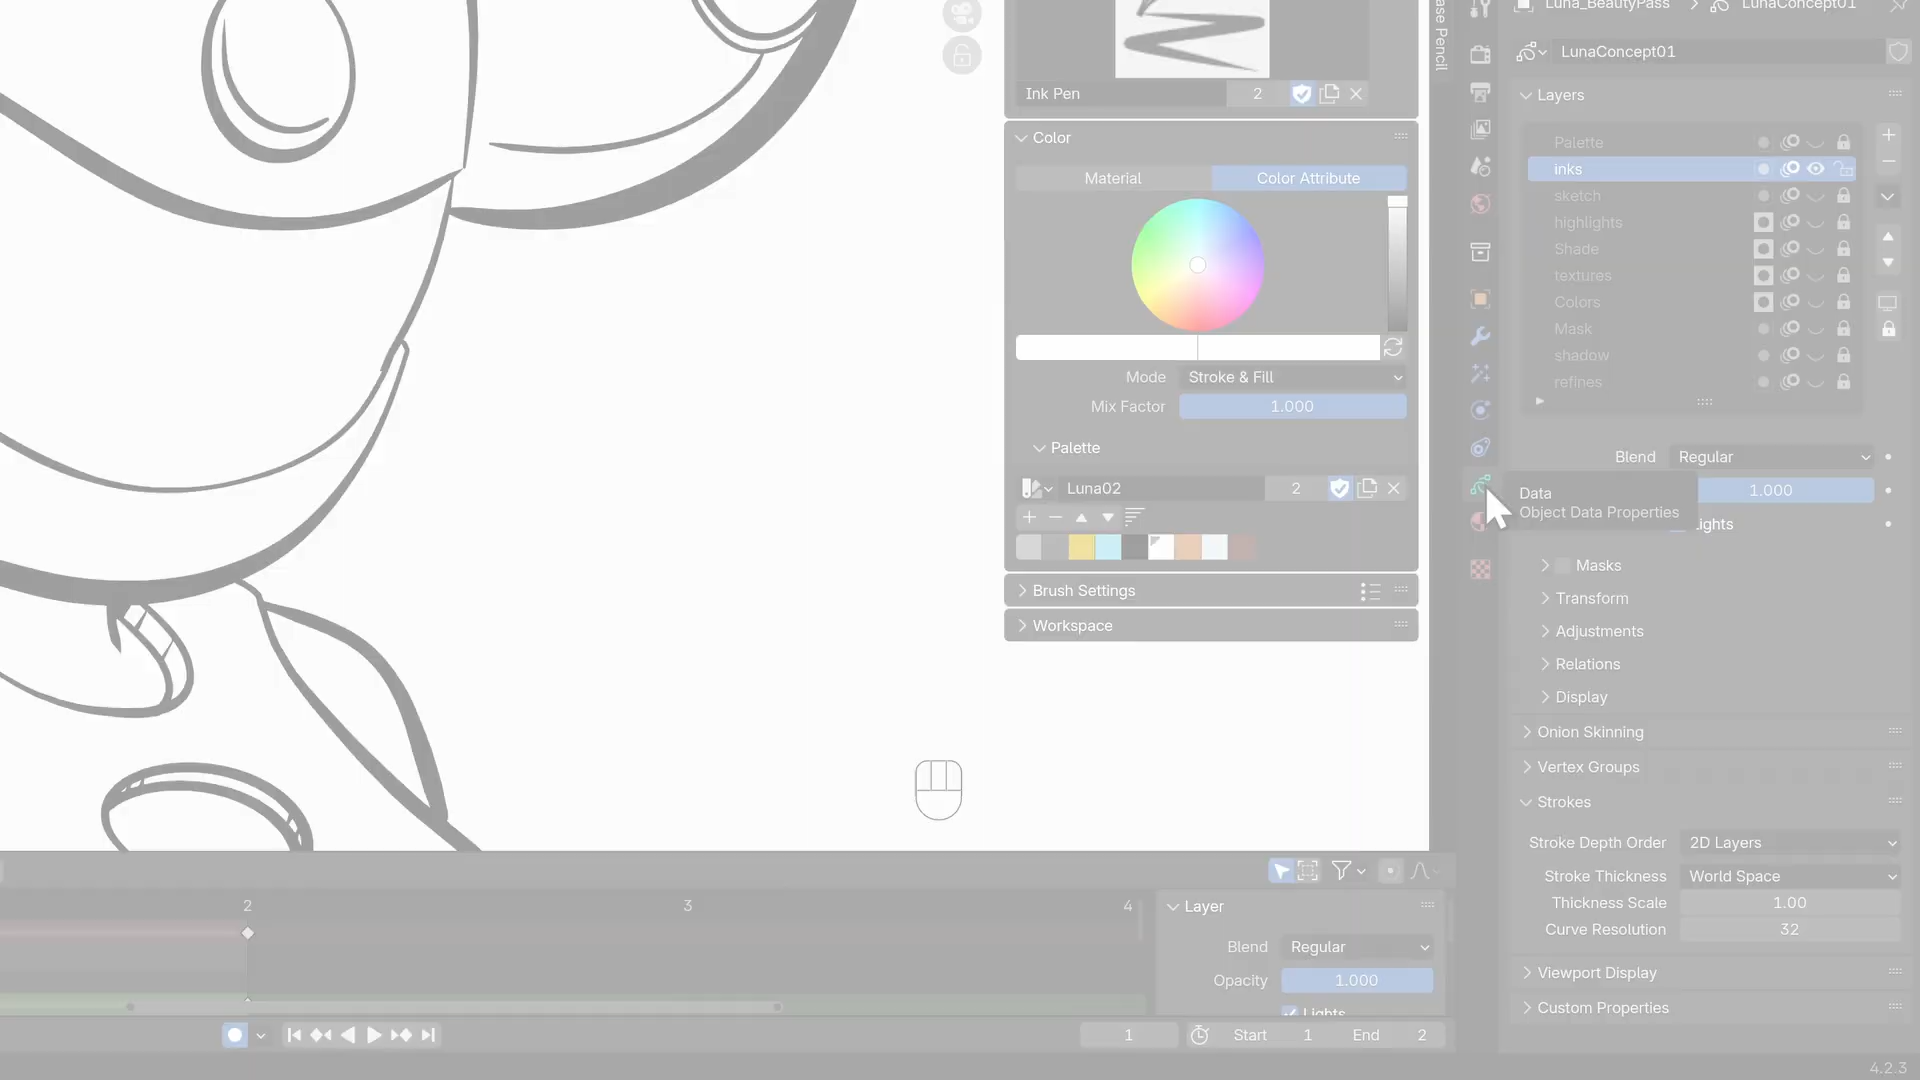 Luna_BeautyPass > LunaConcept01
ase Pencil
LunaConcept01
Ink Pen 2
Layers
Color
Palette
inks
sketch
highlights
Shade
textures
Colors
Mask
shadow
refines
Material Color Attribute
Mode Stroke & Fill
Mix Factor 1.000
Palette
Luna02 2
Blend Regular
1.000
Data
Object Data Properties
ights
Masks
Transform
Adjustments
Relations
Display
Brush Settings
Workspace
Onion Skinning
Vertex Groups
Strokes
Stroke Depth Order 2D Layers
Stroke Thickness World Space
Thickness Scale 1.00
Curve Resolution 32
Viewport Display
Custom Properties
2 3 4
Layer
Blend Regular
Opacity 1.000
Lights
1 Start 1 End 2
4.2.3